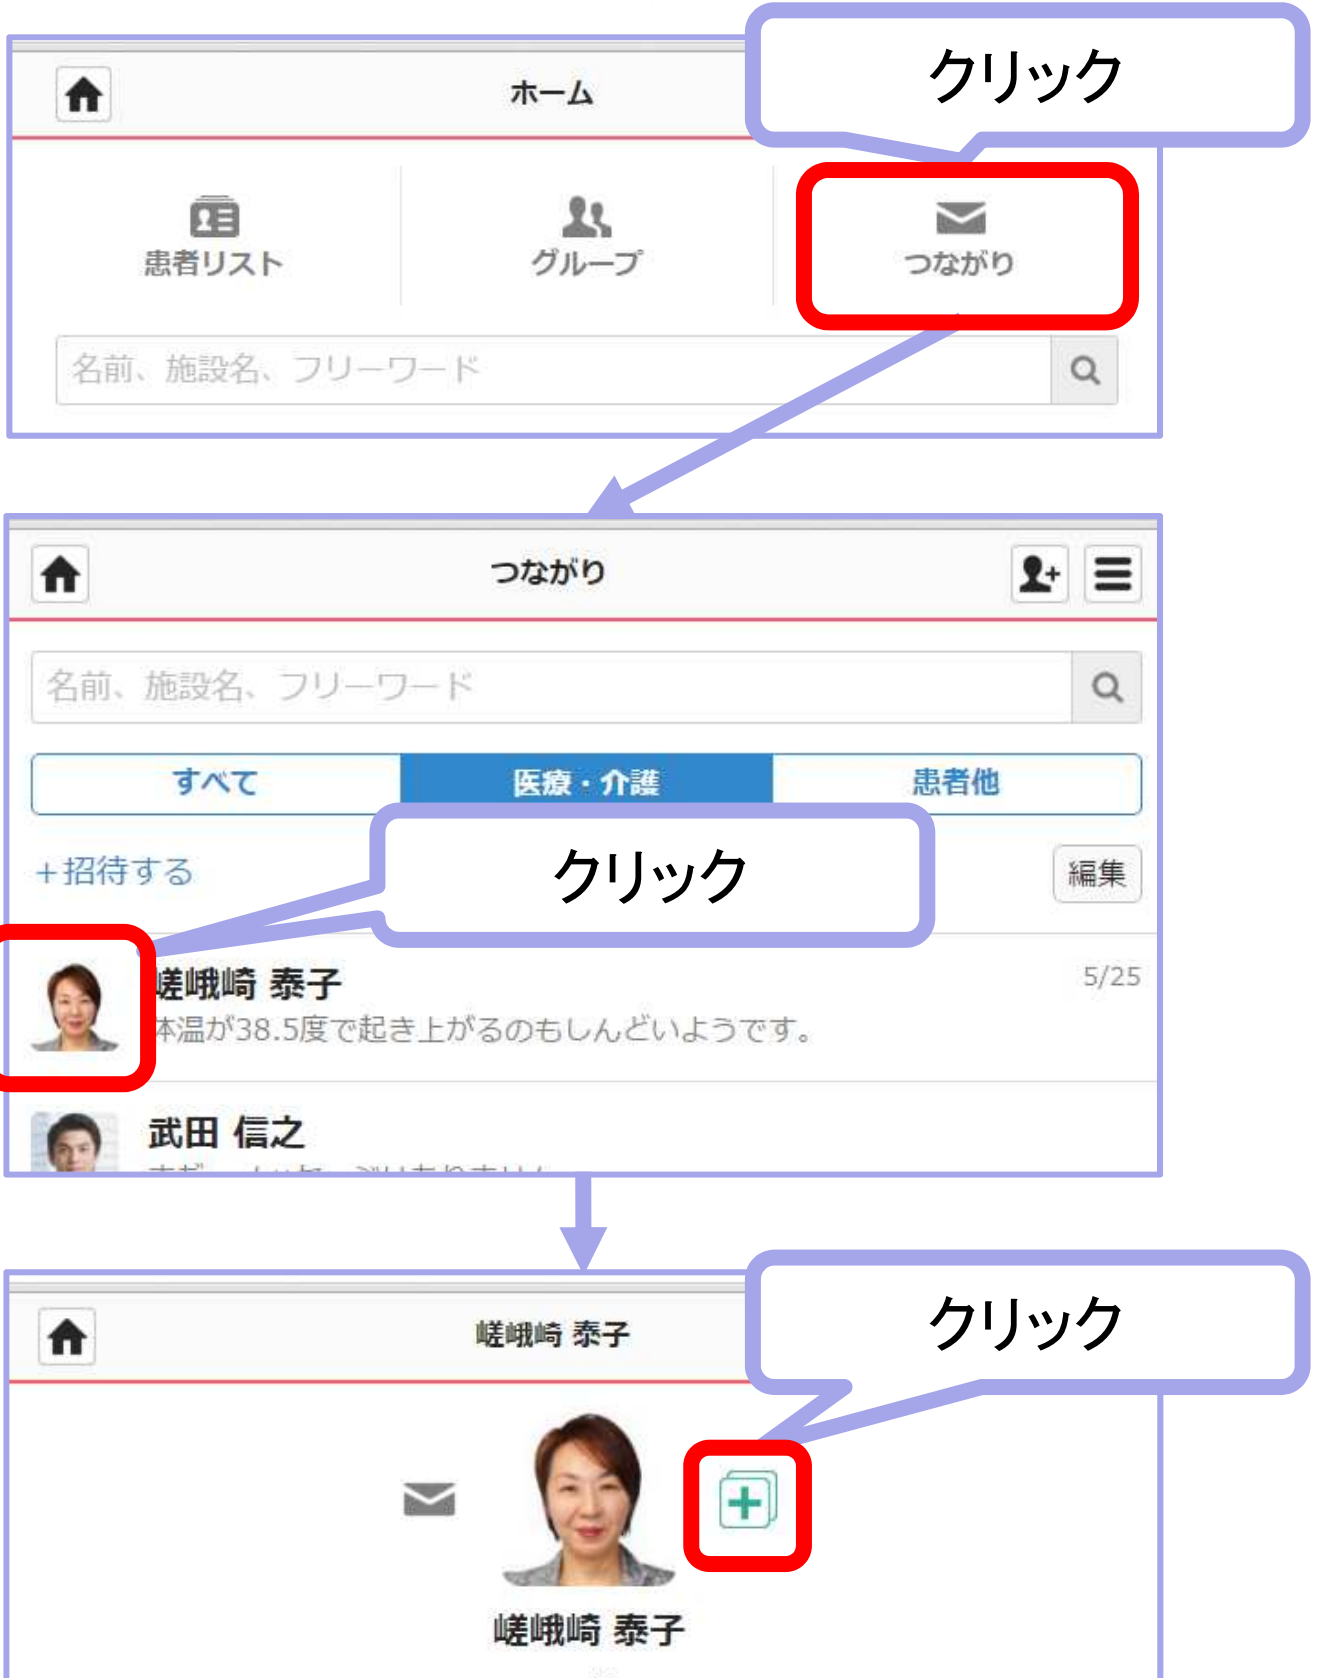 ホーム
クリック
患者リスト
グループ
つながり
名前、施設名、フリーワード
つながり
名前、施設名、フリーワード
すべて
医療・介護
患者他
+招待する
クリック
編集
嵯峨崎 泰子
5/25
体温が38.5度で起き上がるのもしんどいようです。
武田 信之
嵯峨崎 泰子
クリック
嵯峨崎 泰子